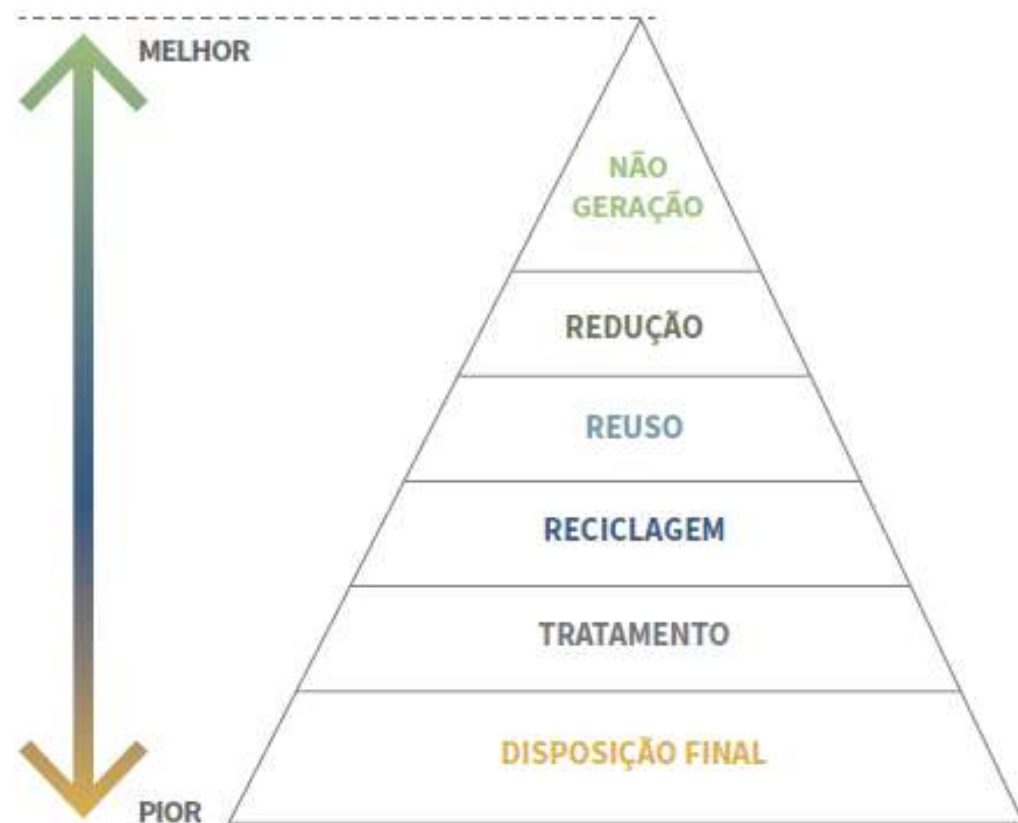 MELHOR
NÃO
GERAÇÃO
REDUÇÃO
REUSO
RECICLAGEM
TRATAMENTO
DISPOSIÇÃO FINAL
PIOR